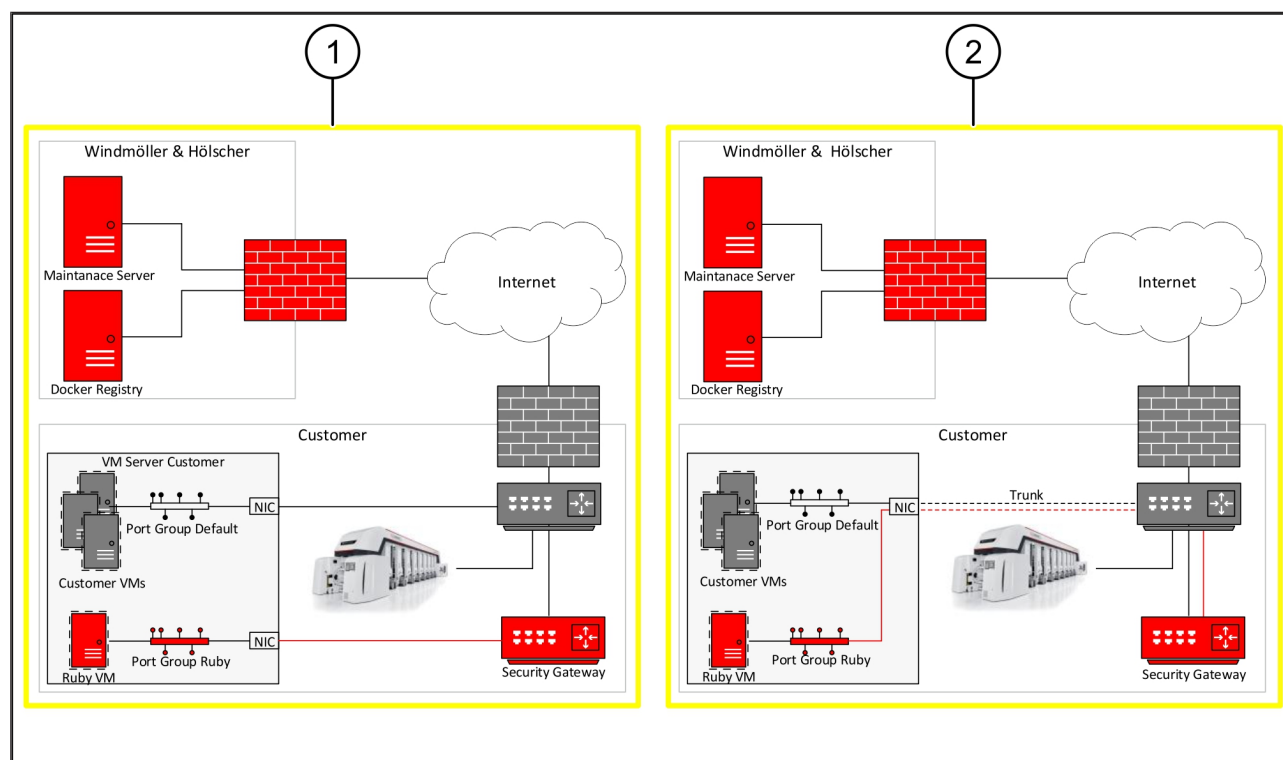 1
2
Windmöller & Hölscher
Maintanace Server
Docker Registry
Internet
Customer
VM Server Customer
Port Group Default
NIC
Customer VMs
Port Group Ruby
NIC
Ruby VM
Security Gateway
Windmöller & Hölscher
Maintanace Server
Docker Registry
Internet
Customer
Port Group Default
NIC
Trunk
Customer VMs
Port Group Ruby
Ruby VM
Security Gateway